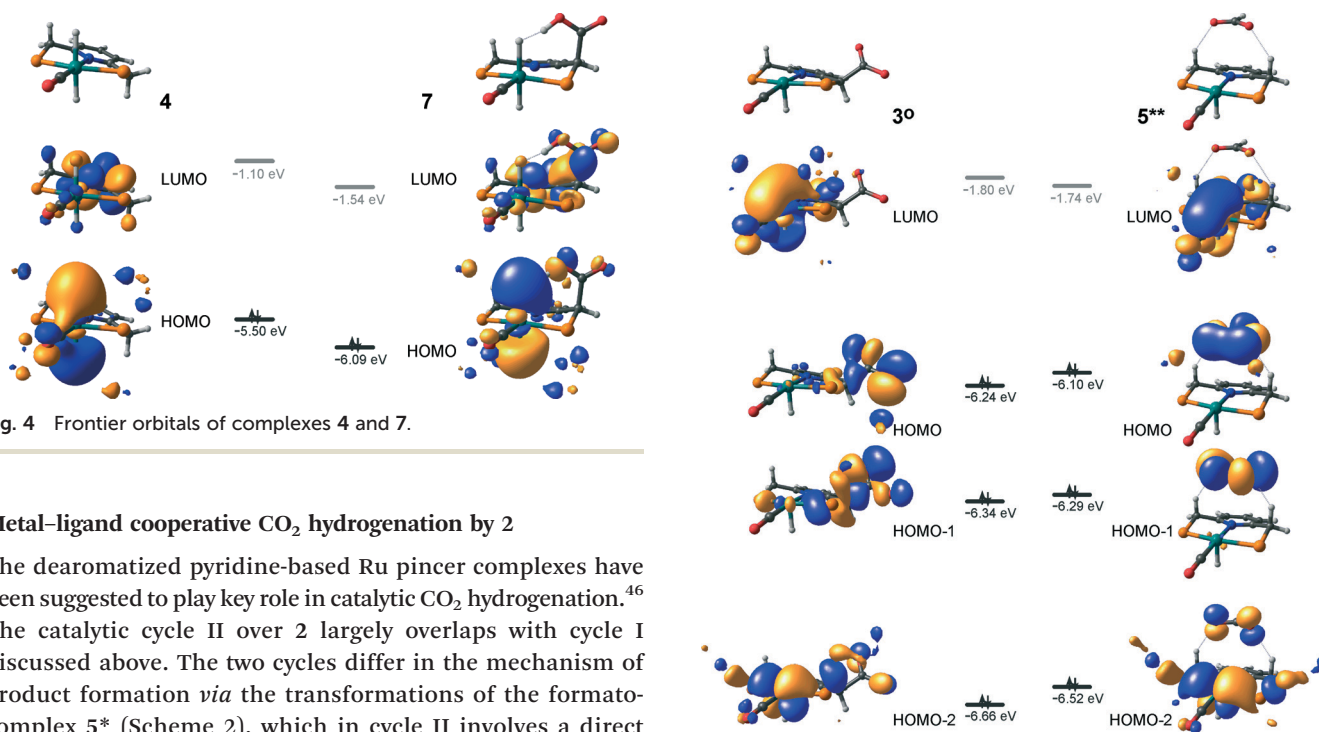 4
7
LUMO
-1.10 eV
-1.54 eV
LUMO
HOMO
-5.50 eV
-6.09 eV
HOMO
g. 4 Frontier orbitals of complexes 4 and 7.
Metal–ligand cooperative CO₂ hydrogenation by 2
he dearomatized pyridine-based Ru pincer complexes have
een suggested to play key role in catalytic CO₂ hydrogenation.⁴⁶
he catalytic cycle II over 2 largely overlaps with cycle I
iscussed above. The two cycles differ in the mechanism of
roduct formation via the transformations of the formato-
omplex 5* (Scheme 2), which in cycle II involves a direct
3º
5**
LUMO
-1.80 eV
-1.74 eV
LUMO
HOMO
-6.24 eV
-6.10 eV
HOMO
HOMO-1
-6.34 eV
-6.29 eV
HOMO-1
HOMO-2
-6.66 eV
-6.52 eV
HOMO-2